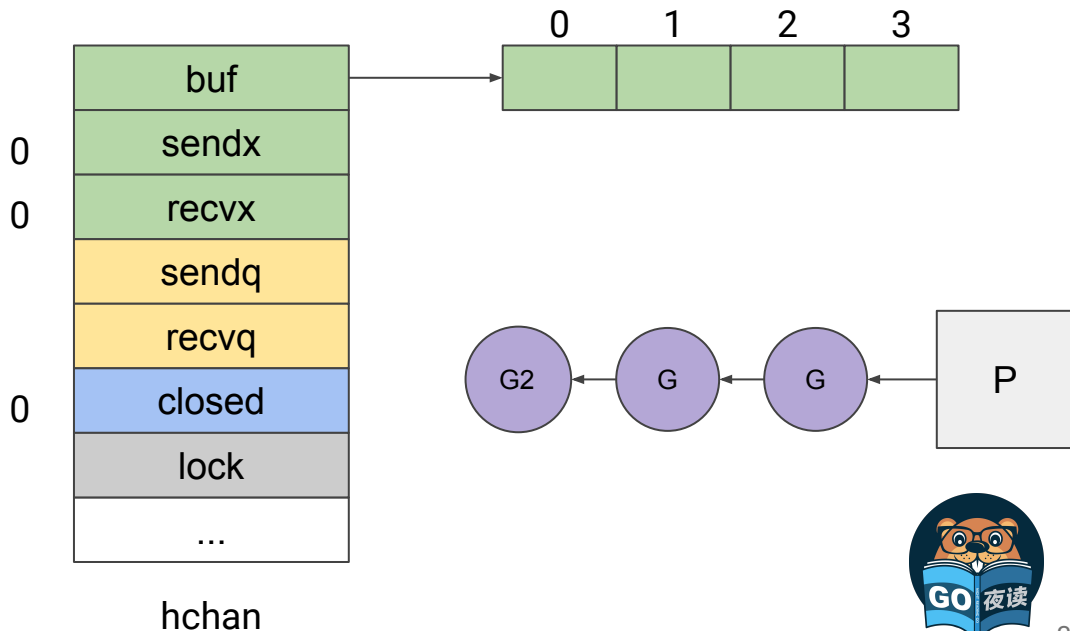 0 1 2 3
buf
0 sendx
0 recvx
sendq
recvq
G2 G G P
0 closed
lock
...
GO 夜读
hchan